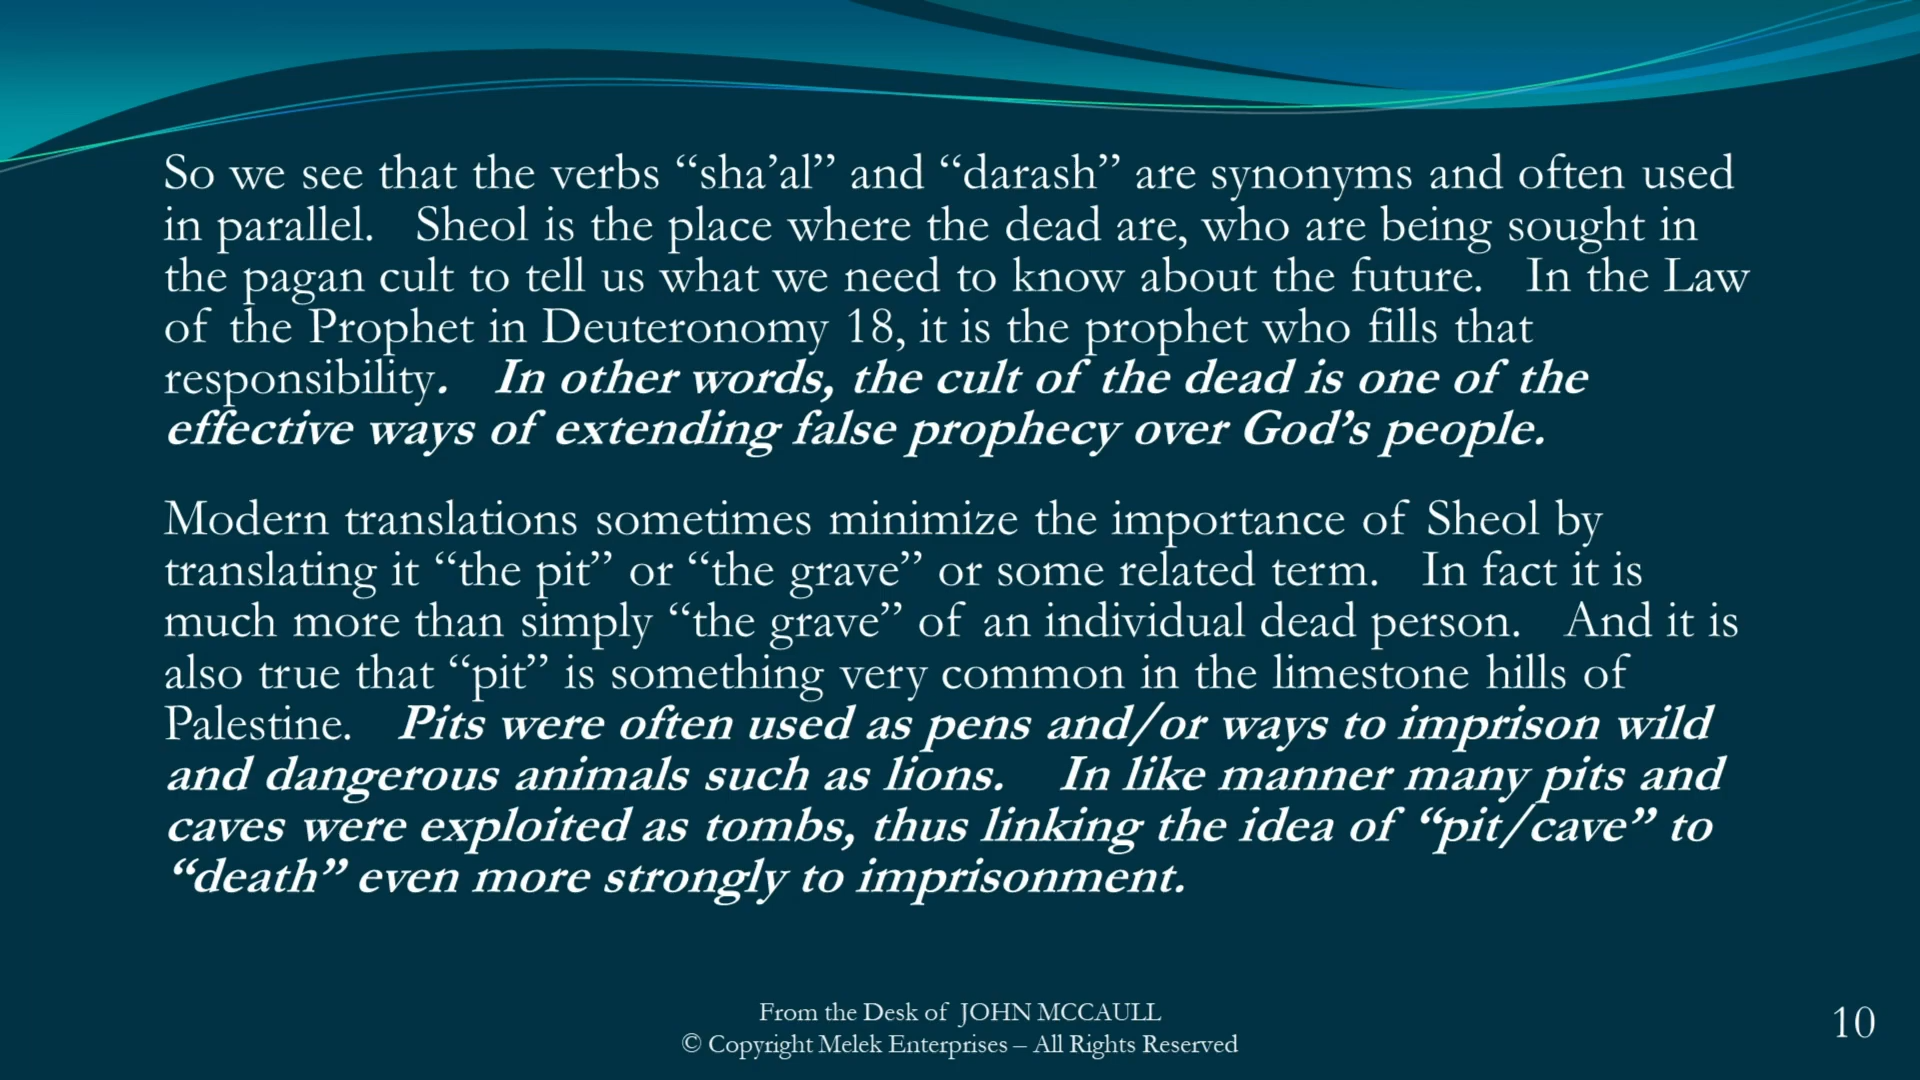 So we see that the verbs “sha’al” and “darash” are synonyms and often used
in parallel. Sheol is the place where the dead are, who are being sought in
the pagan cult to tell us what we need to know about the future. In the Law
of the Prophet in Deuteronomy 18, it is the prophet who fills that
responsibility. In other words, the cult of the dead is one of the
effective ways of extending false prophecy over God’s people.
Modern translations sometimes minimize the importance of Sheol by
translating it “the pit” or “the grave” or some related term. In fact it is
much more than simply “the grave” of an individual dead person. And it is
also true that “pit” is something very common in the limestone hills of
Palestine. Pits were often used as pens and/or ways to imprison wild
and dangerous animals such as lions. In like manner many pits and
caves were exploited as tombs, thus linking the idea of “pit/cave” to
“death” even more strongly to imprisonment.
From the Desk of JOHN MCCAULL
© Copyright Melek Enterprises – All Rights Reserved
10